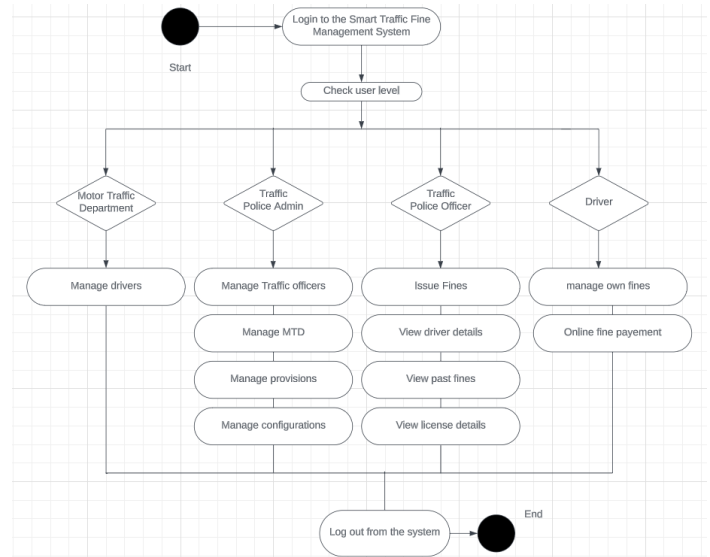 Login to the Smart Traffic Fine
Management System
Start
Check user level
Motor Traffic
Department
Traffic
Police Admin
Traffic
Police Officer
Driver
Manage drivers
Manage Traffic officers
Issue Fines
manage own fines
Manage MTD
View driver details
Online fine payement
Manage provisions
View past fines
Manage configurations
View license details
End
Log out from the system